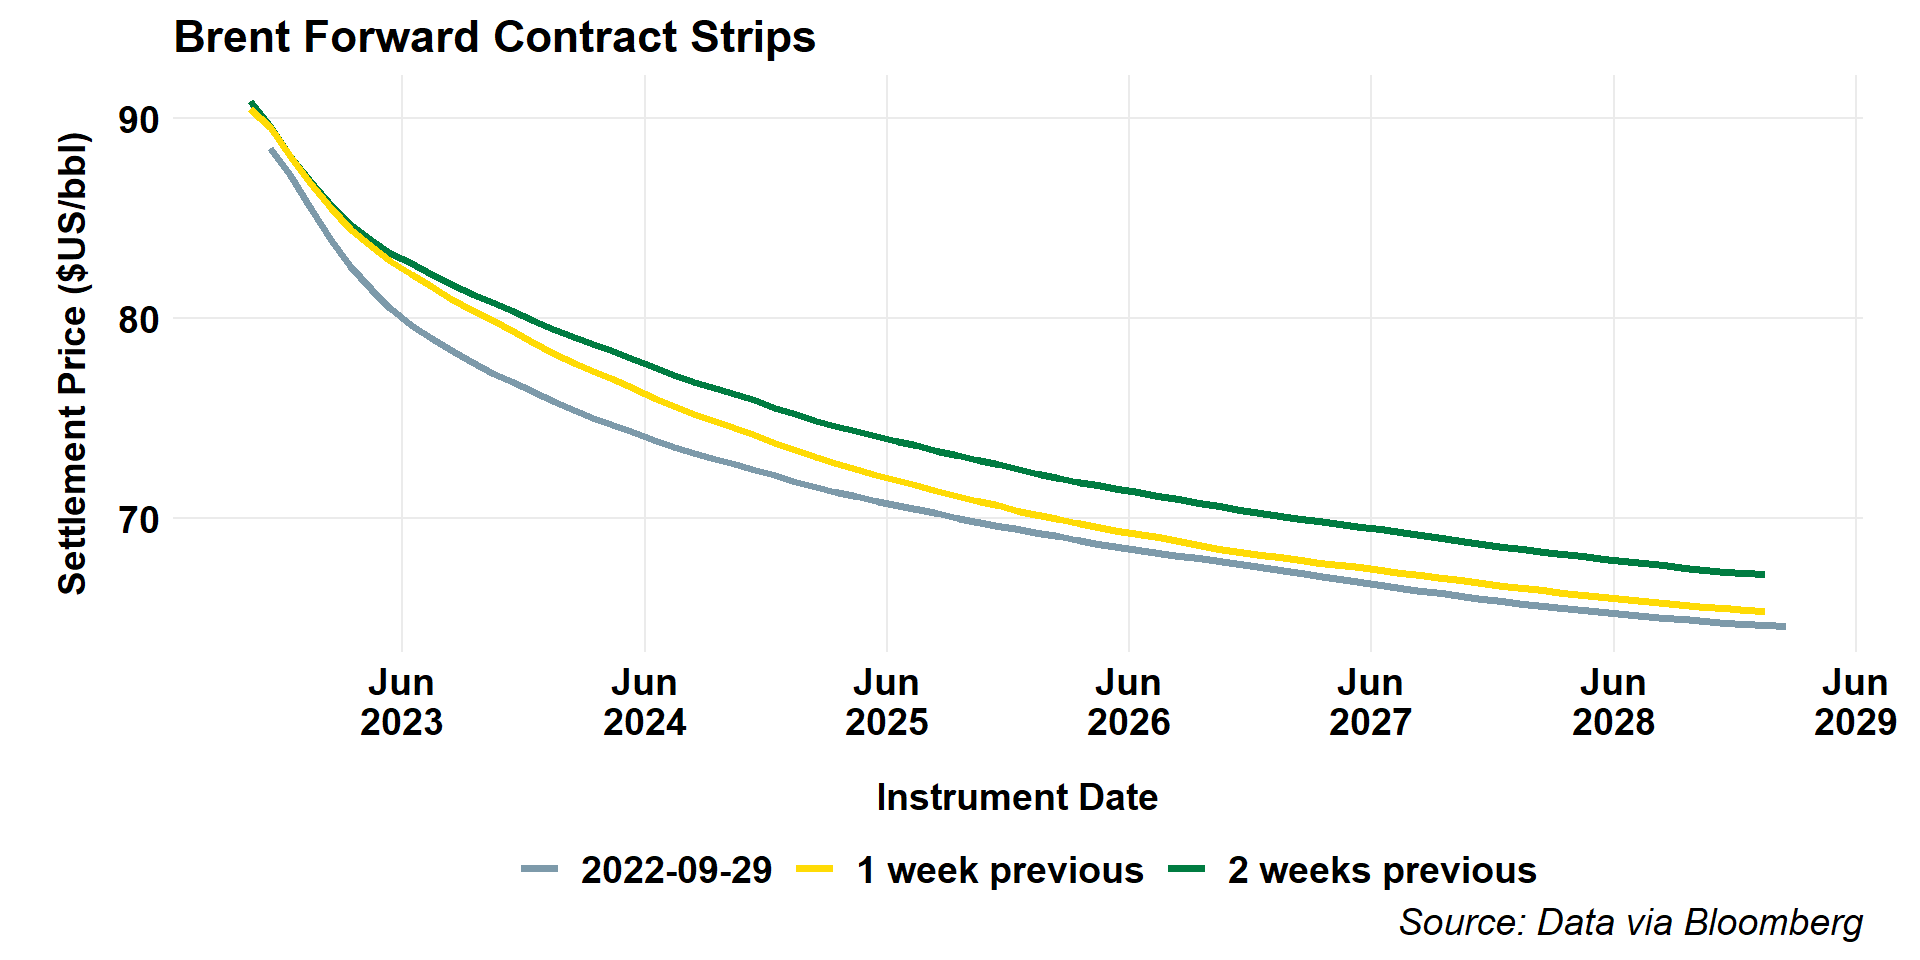 Brent Forward Contract Strips
Settlement Price ($US/bbl)
90
80
70
Jun Jun Jun Jun Jun Jun Jun
2023 2024 2025 2026 2027 2028 2029
Instrument Date
2022-09-29 1 week previous 2 weeks previous
Source: Data via Bloomberg